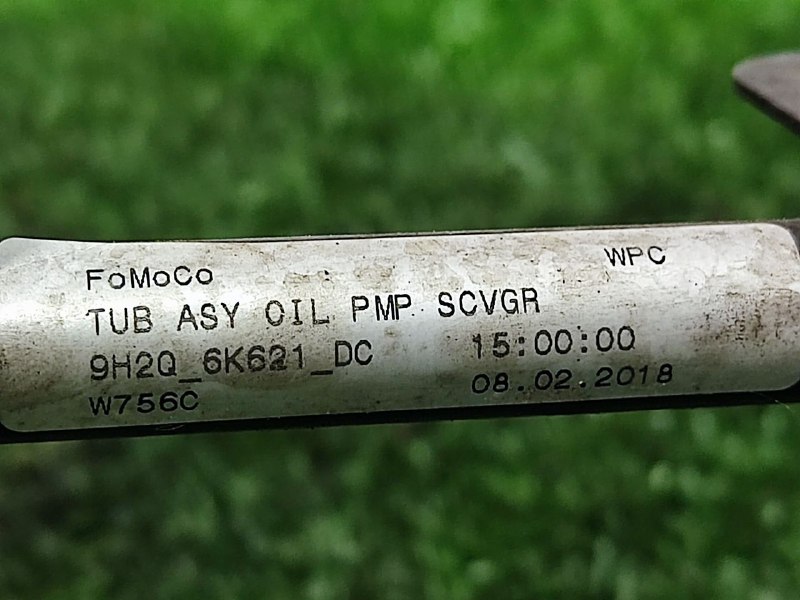 FoMoCo WPC
TUB ASY OIL PMP SCVGR
9H2Q_6K621_DC 15:00:00
W756C 08.02.2018